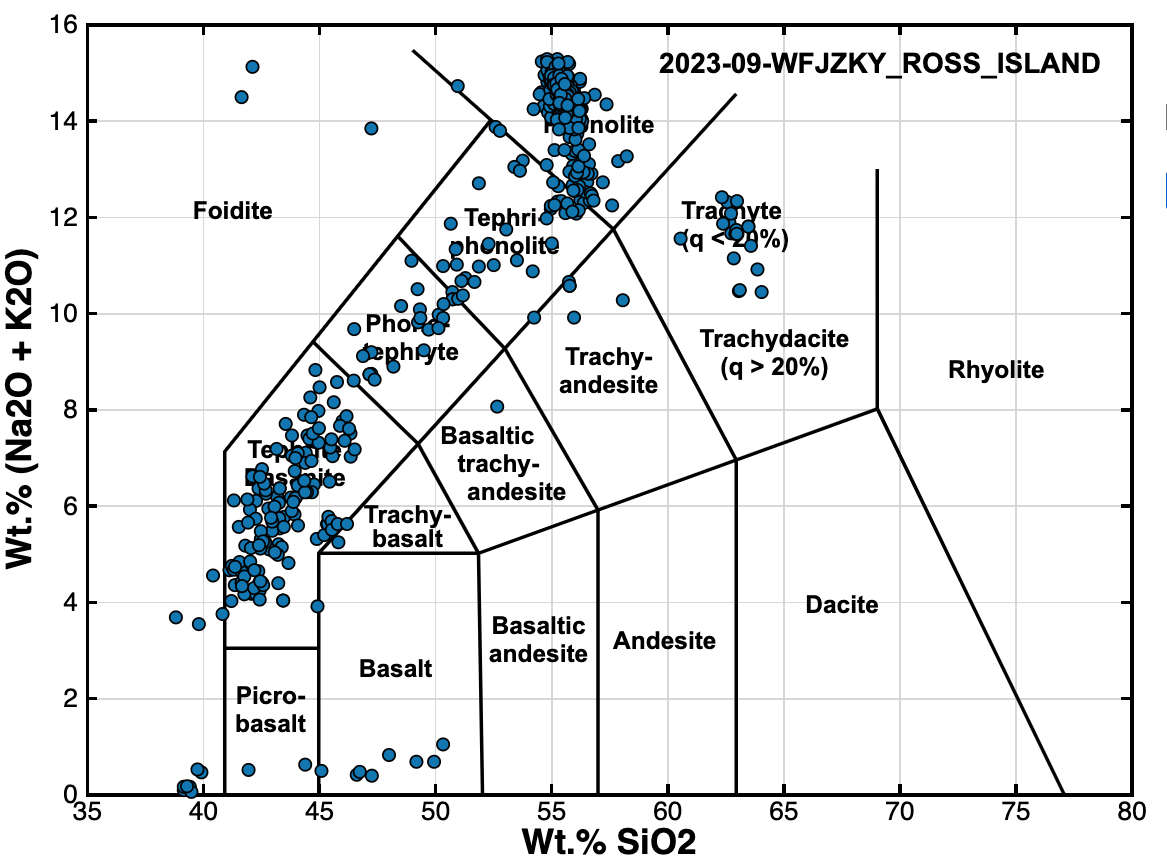 16
14
12
10
8
6
4
2
0
35
40
45
50
55
60
65
70
75
80
Wt.% (Na2O + K2O)
Wt.% SiO2
2023-09-WFJZKY_ROSS_ISLAND
Phonolite
Foidite
Tephri-
phonolite
Trachyte
(q < 20%)
Phono-
tephryte
Trachy-
andesite
Trachydacite
(q > 20%)
Rhyolite
Basaltic
trachy-
andesite
Basanite
Trachy-
basalt
Basaltic
andesite
Andesite
Dacite
Basalt
Picro-
basalt